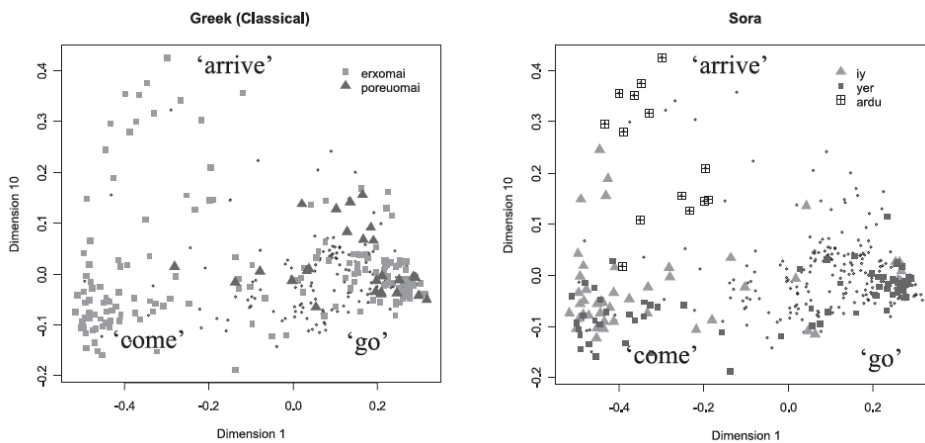 Greek (Classical)
'arrive'
erxomai
poreuomai
0.4
0.3
0.2
0.1
0.0
-0.1
-0.2
Dimension 10
'come'
'go'
-0.4
-0.2
0.0
0.2
Dimension 1
Sora
'arrive'
iy
yer
ardu
0.4
0.3
0.2
0.1
0.0
-0.1
-0.2
Dimension 10
'come'
'go'
-0.4
-0.2
0.0
0.2
Dimension 1